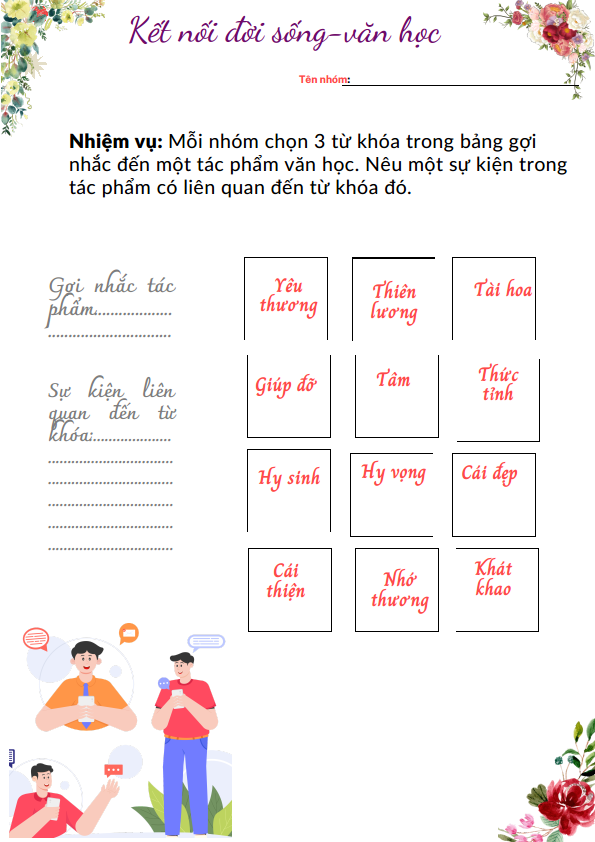 Kết nối đời sống-văn học
Tên nhóm:
Nhiệm vụ: Mỗi nhóm chọn 3 từ khóa trong bảng gợi
nhắc đến một tác phẩm văn học. Nêu một sự kiện trong
tác phẩm có liên quan đến từ khóa đó.
Gợi nhắc tác
phẩm...................
..............................
Sự kiện liên
quan đến từ
khóa:....................
..............................
..............................
..............................
..............................
..............................
Yêu
thương
Thiên
lương
Tài hoa
Giúp đỡ
Tâm
Thức
tỉnh
Hy sinh
Hy vọng
Cái đẹp
Cái
thiện
Nhớ
thương
Khát
khao